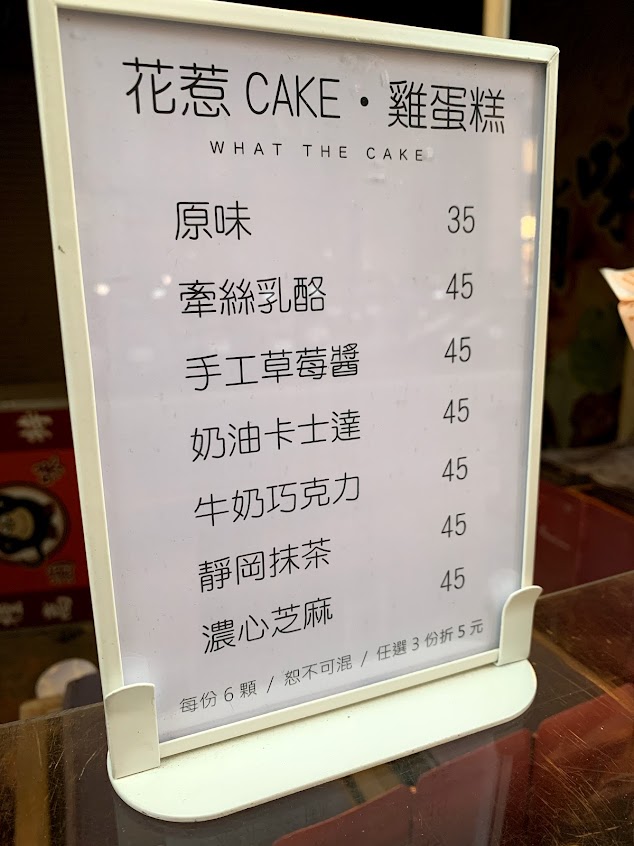 花惹 CAKE・雞蛋糕
WHAT THE CAKE
原味 35
牽絲乳酪 45
手工草莓醬 45
奶油卡士達 45
牛奶巧克力 45
靜岡抹茶 45
濃心芝麻 45
每份 6 顆 / 恕不可混 / 任選 3 份折 5 元